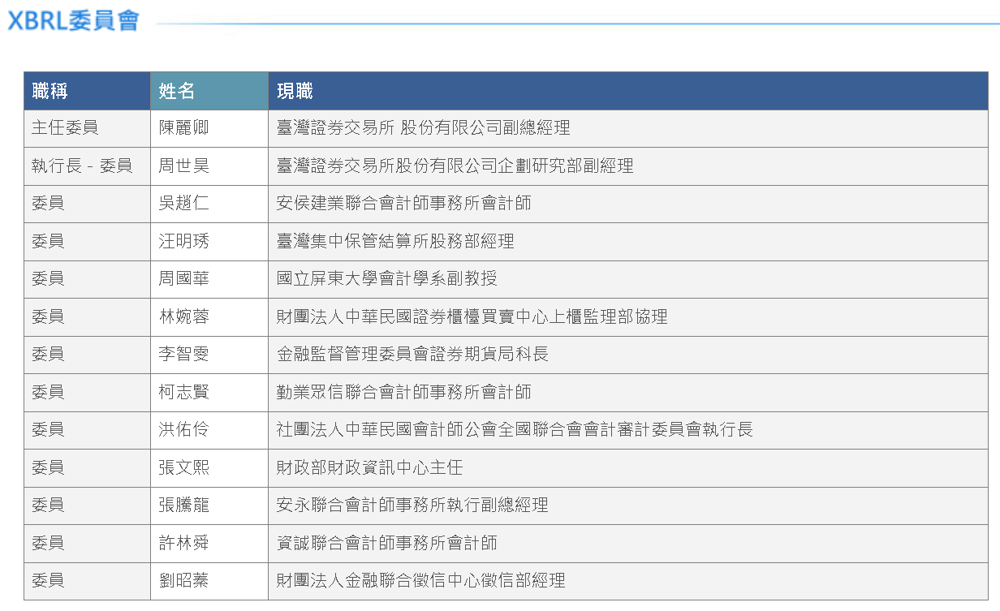 XBRL委員會
職稱 姓名 現職
主任委員 陳麗卿 臺灣證券交易所 股份有限公司副總經理
執行長 - 委員 周世昊 臺灣證券交易所股份有限公司企劃研究部副經理
委員 吳趙仁 安侯建業聯合會計師事務所會計師
委員 汪明琇 臺灣集中保管結算所股務部經理
委員 周國華 國立屏東大學會計學系副教授
委員 林婉蓉 財團法人中華民國證券櫃檯買賣中心上櫃監理部協理
委員 李智雯 金融監督管理委員會證券期貨局科長
委員 柯志賢 勤業眾信聯合會計師事務所會計師
委員 洪佑伶 社團法人中華民國會計師公會全國聯合會會計審計委員會執行長
委員 張文熙 財政部財政資訊中心主任
委員 張騰龍 安永聯合會計師事務所執行副總經理
委員 許林舜 資誠聯合會計師事務所會計師
委員 劉昭蓁 財團法人金融聯合徵信中心徵信部經理